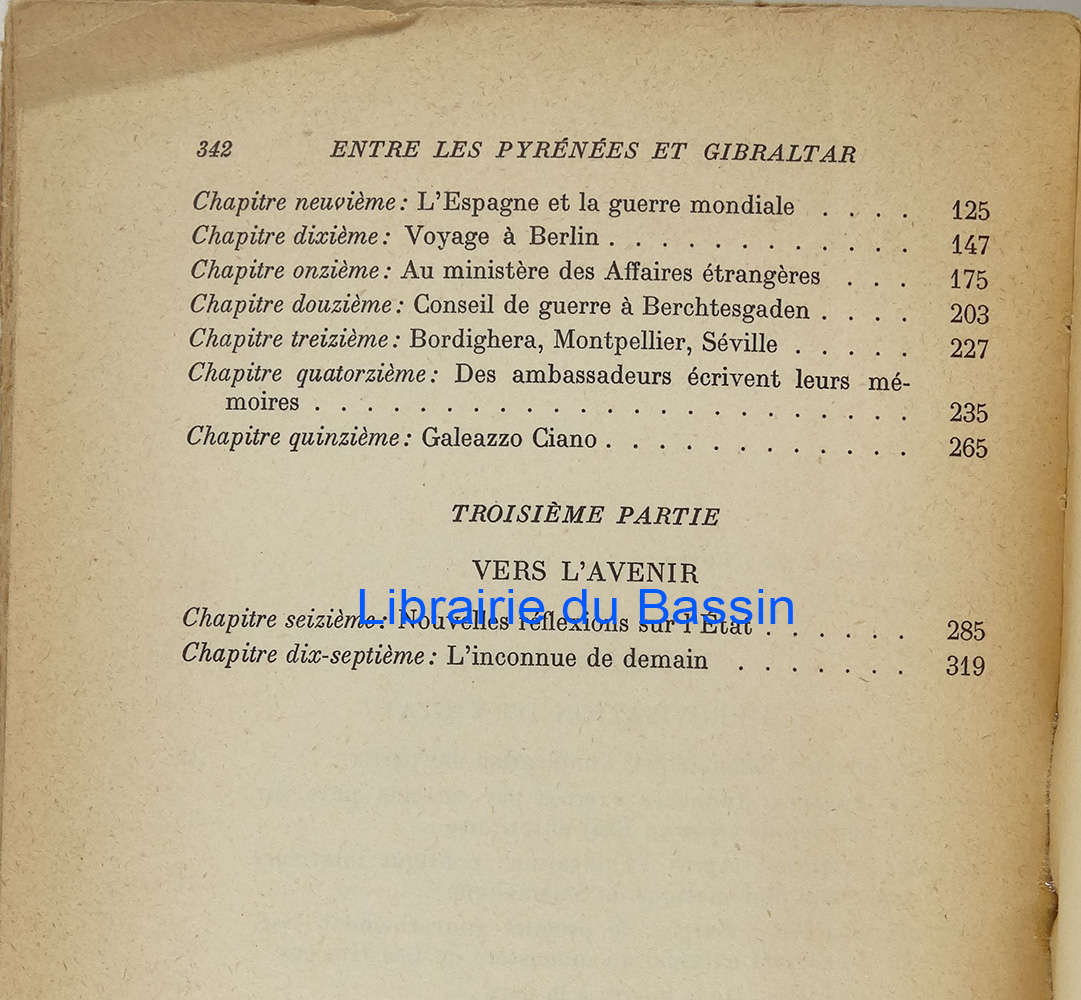 342 ENTRE LES PYRÉNÉES ET GIBRALTAR
Chapitre neuvième : L'Espagne et la guerre mondiale . . . . 125
Chapitre dixième : Voyage à Berlin . . . . . . . . . . . . 147
Chapitre onzième : Au ministère des Affaires étrangères . . . 175
Chapitre douzième : Conseil de guerre à Berchtesgaden . . . . 203
Chapitre treizième : Bordighera, Montpellier, Séville . . . . . 227
Chapitre quatorzième : Des ambassadeurs écrivent leurs mé-
moires . . . . . . . . . . . . . . . . . . . . . . . 235
Chapitre quinzième : Galeazzo Ciano . . . . . . . . . . . . 265
TROISIÈME PARTIE
VERS L'AVENIR
Librairie du Bassin
Chapitre seizième : Nouvelles réflexions sur l'État . . . . . . 285
Chapitre dix-septième : L'inconnue de demain . . . . . . . 319